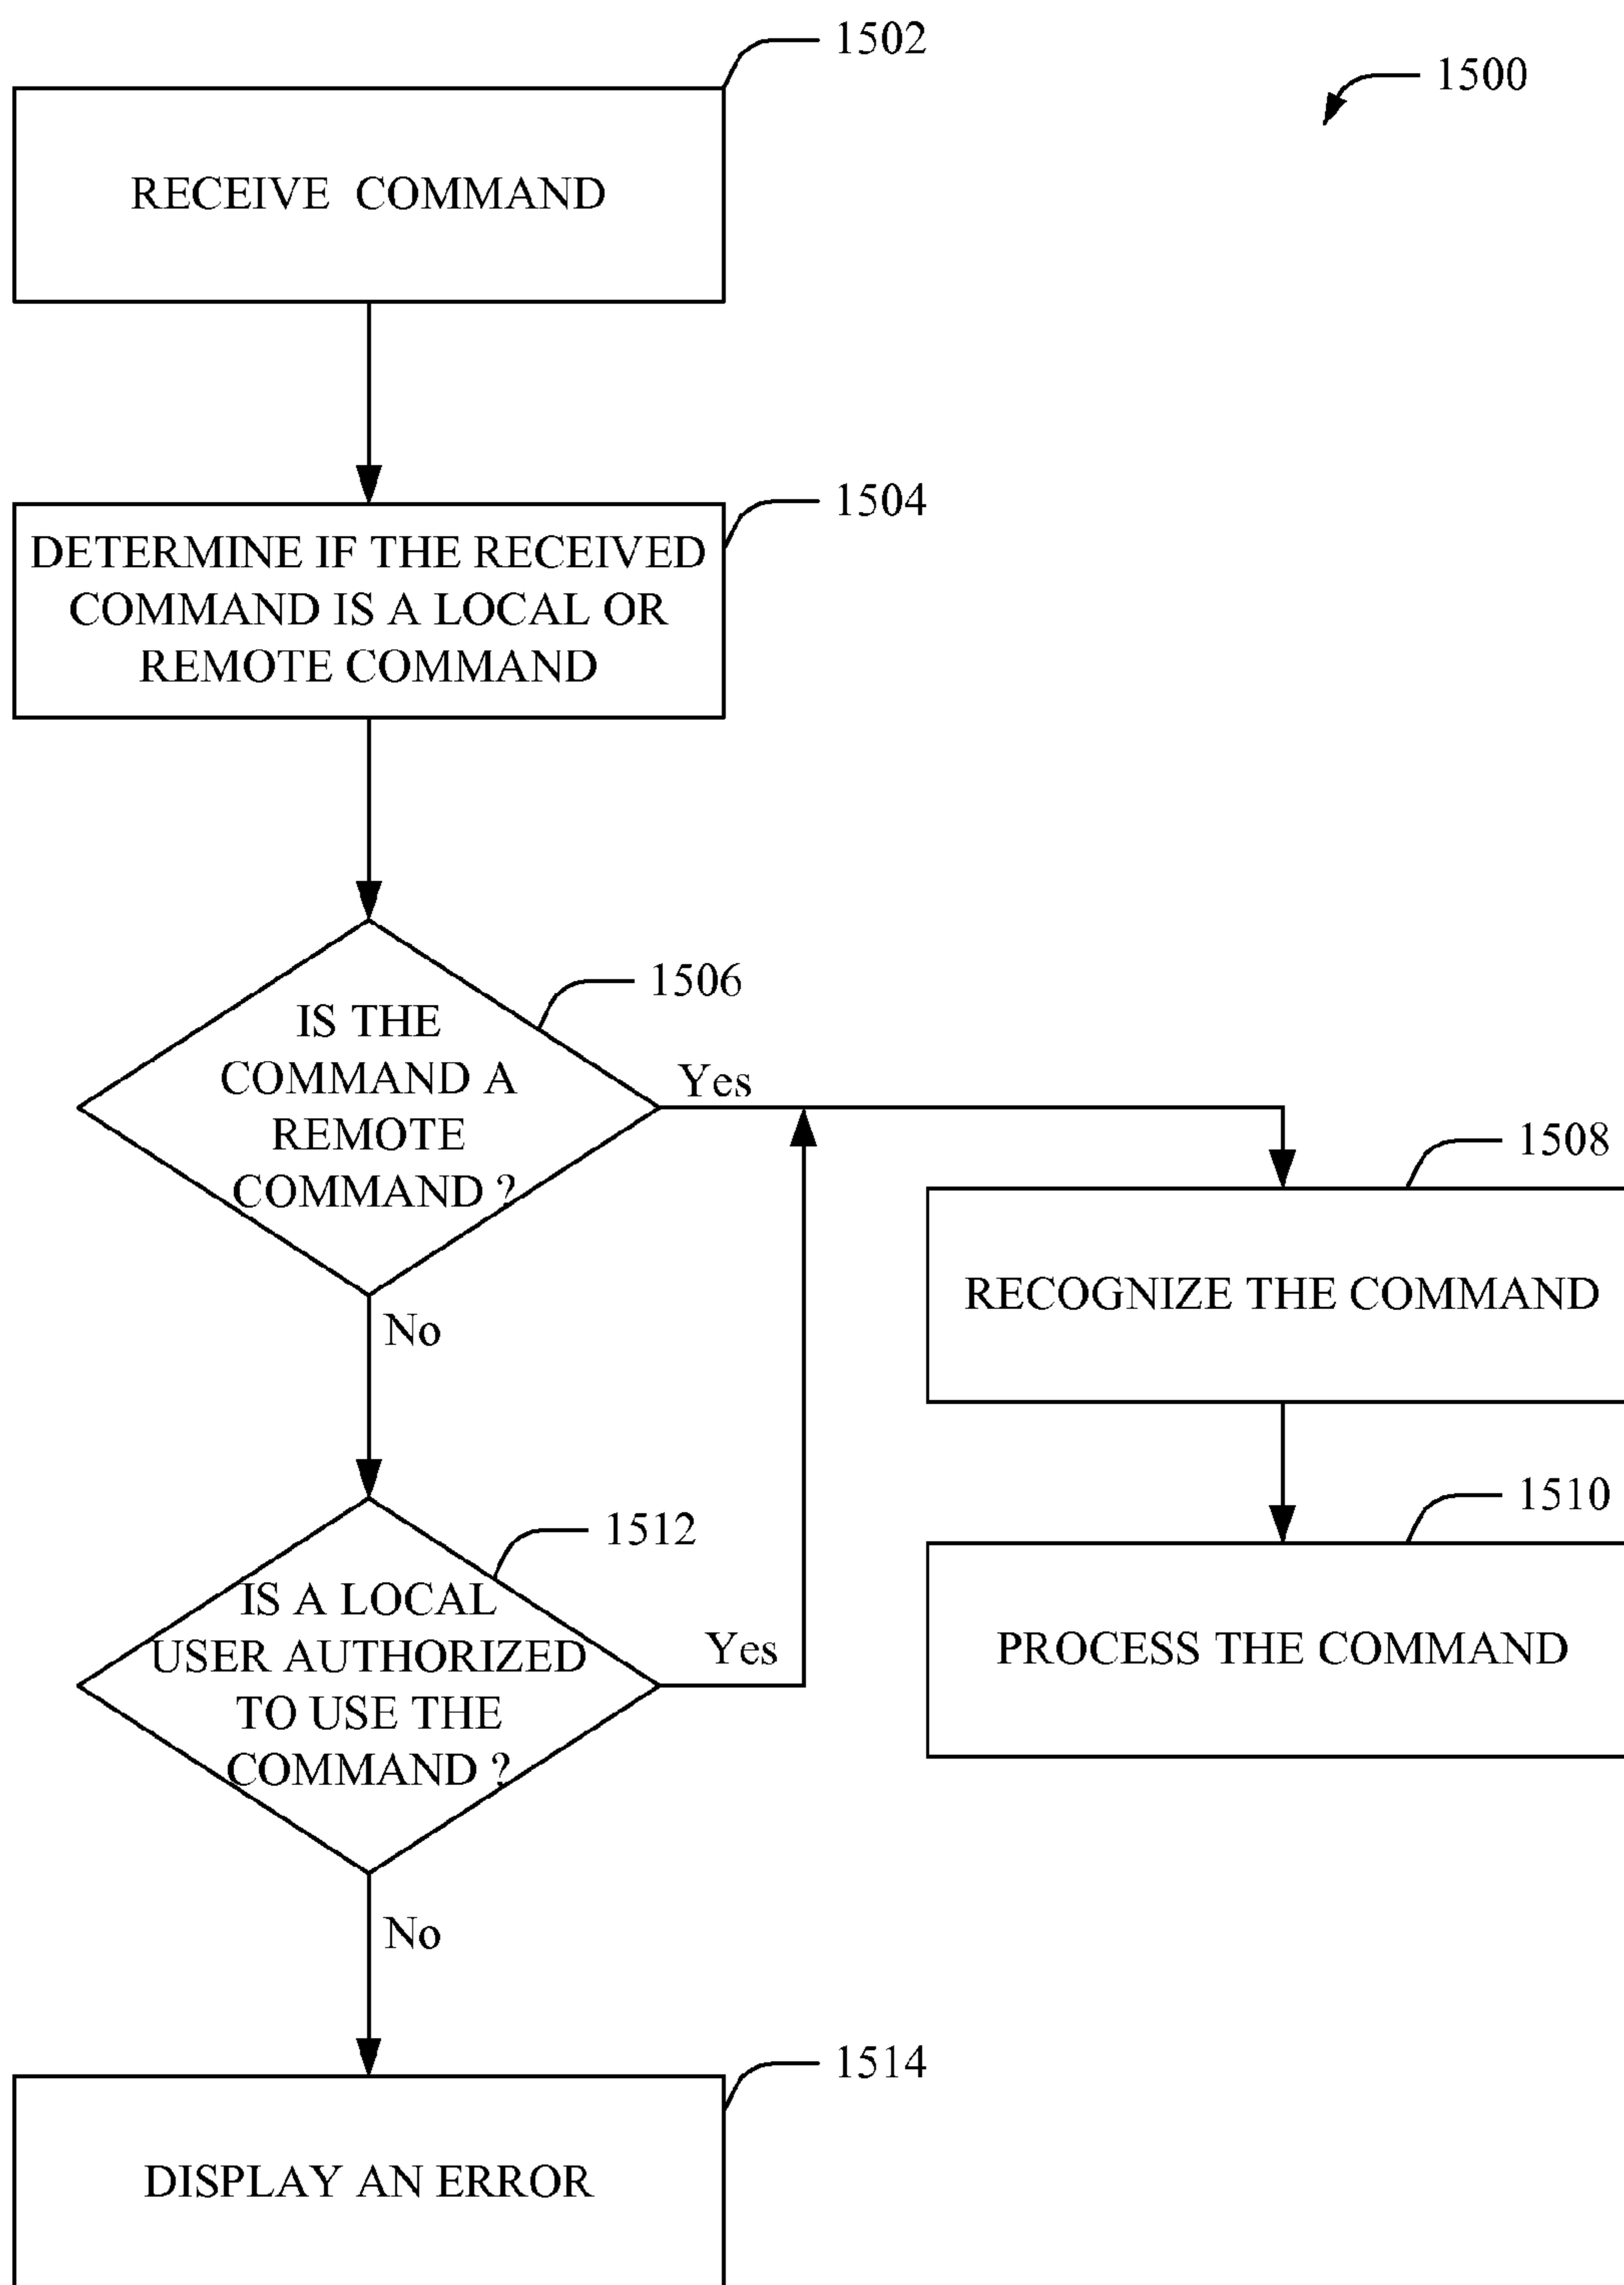 1502
1500
RECEIVE COMMAND
1504
DETERMINE IF THE RECEIVED
COMMAND IS A LOCAL OR
REMOTE COMMAND
1506
IS THE
COMMAND A
REMOTE
COMMAND ?
Yes
No
1508
RECOGNIZE THE COMMAND
1510
PROCESS THE COMMAND
1512
IS A LOCAL
USER AUTHORIZED
TO USE THE
COMMAND ?
Yes
No
1514
DISPLAY AN ERROR